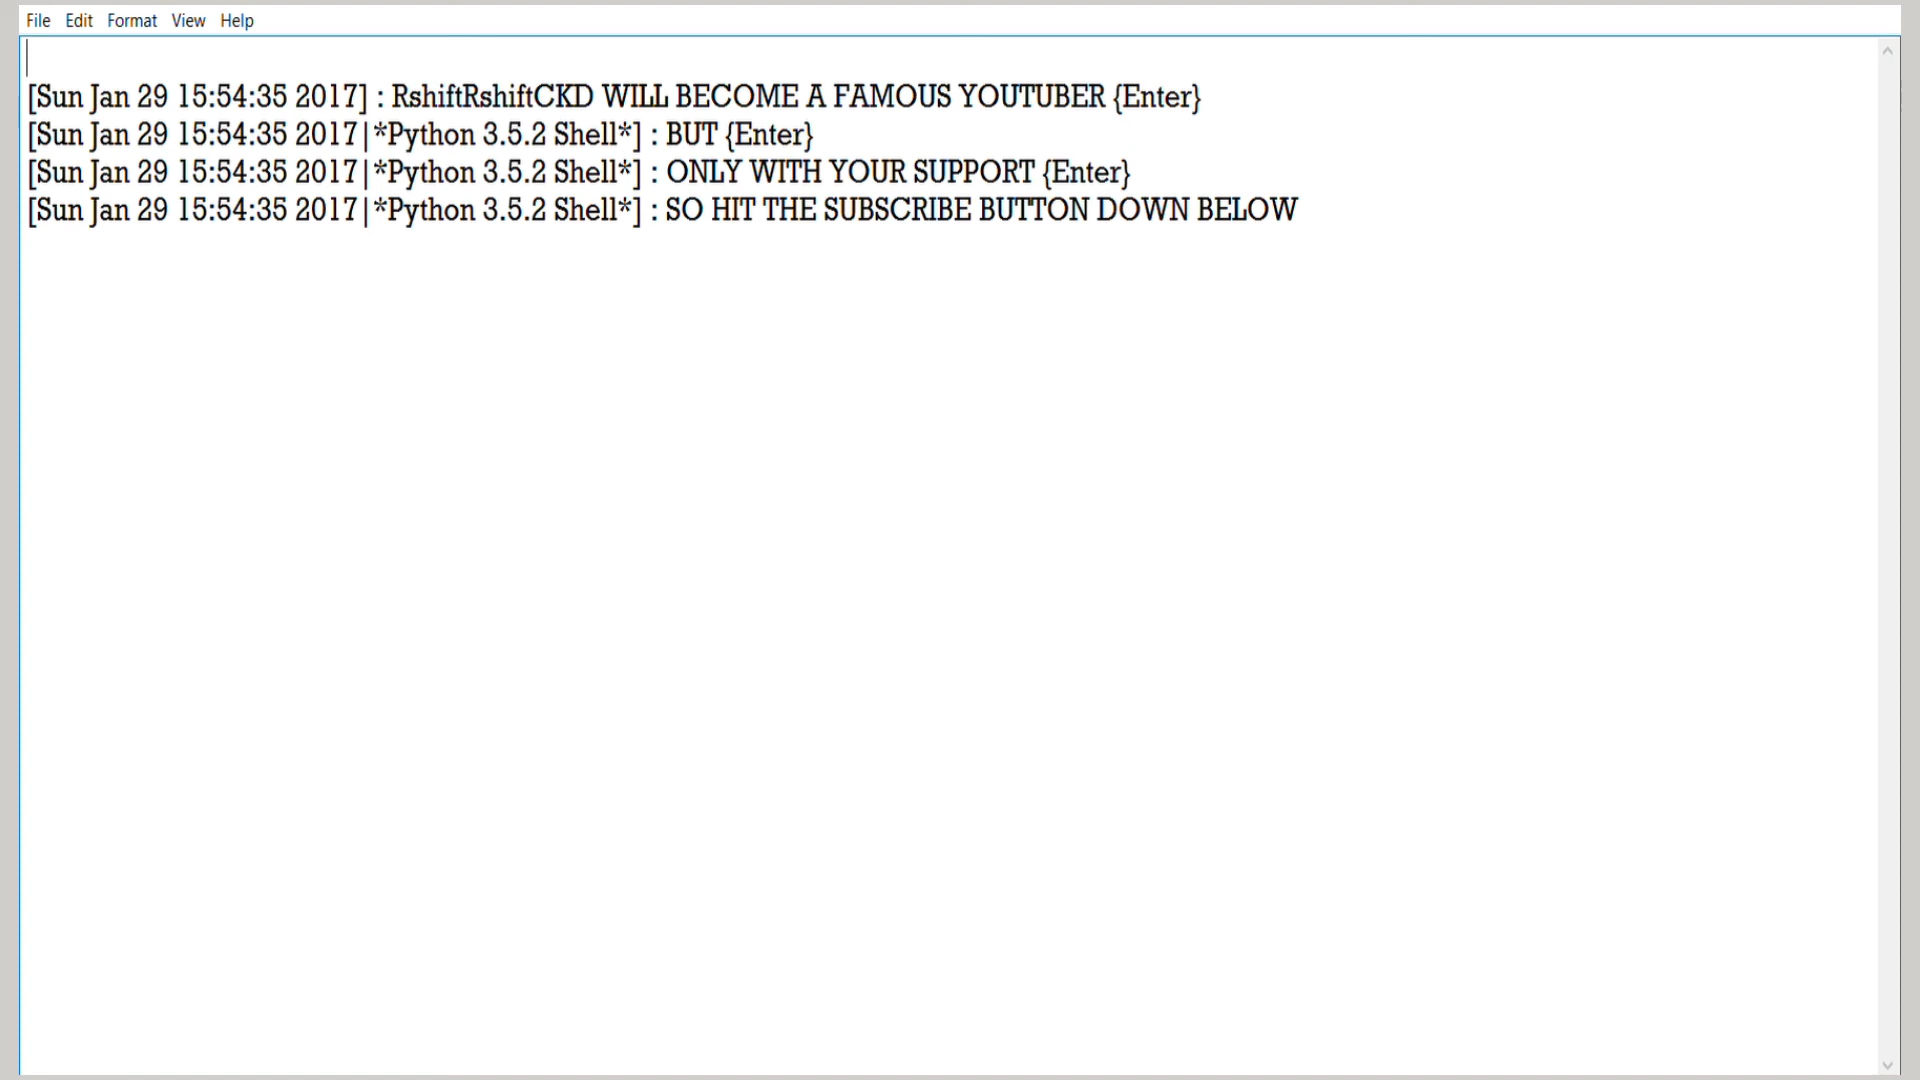 File Edit Format View Help
[Sun Jan 29 15:54:35 2017] : RshiftRshiftCKD WILL BECOME A FAMOUS YOUTUBER {Enter}
[Sun Jan 29 15:54:35 2017|*Python 3.5.2 Shell*] : BUT {Enter}
[Sun Jan 29 15:54:35 2017|*Python 3.5.2 Shell*] : ONLY WITH YOUR SUPPORT {Enter}
[Sun Jan 29 15:54:35 2017|*Python 3.5.2 Shell*] : SO HIT THE SUBSCRIBE BUTTON DOWN BELOW